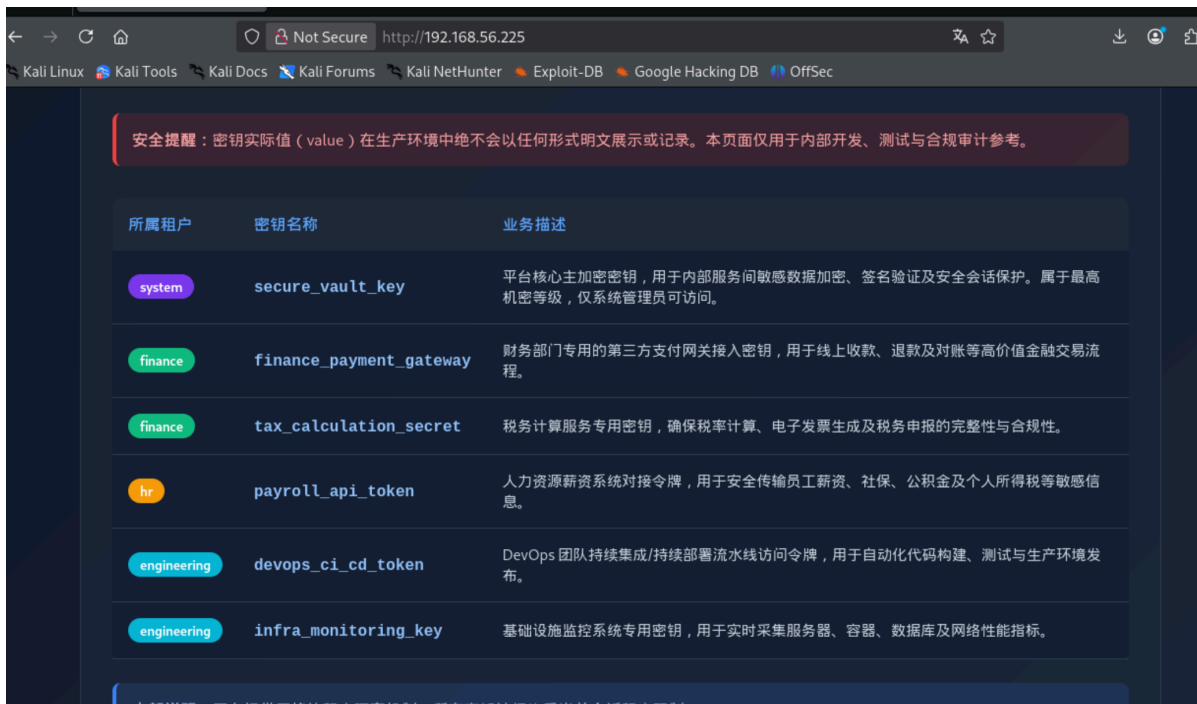 Not Secure http://192.168.56.225
Kali Linux Kali Tools Kali Docs Kali Forums Kali NetHunter Exploit-DB Google Hacking DB OffSec
安全提醒：密钥实际值（value）在生产环境中绝不会以任何形式明文展示或记录。本页面仅用于内部开发、测试与合规审计参考。
所属租户 密钥名称 业务描述
system secure_vault_key 平台核心主加密密钥，用于内部服务间敏感数据加密、签名验证及安全会话保护。属于最高
机密等级，仅系统管理员可访问。
finance finance_payment_gateway 财务部门专用的第三方支付网关接入密钥，用于线上收款、退款及对账等高价值金融交易流
程。
finance tax_calculation_secret 税务计算服务专用密钥，确保税率计算、电子发票生成及税务申报的完整性与合规性。
hr payroll_api_token 人力资源薪资系统对接令牌，用于安全传输员工薪资、社保、公积金及个人所得税等敏感信
息。
engineering devops_ci_cd_token DevOps 团队持续集成/持续部署流水线访问令牌，用于自动化代码构建、测试与生产环境发
布。
engineering infra_monitoring_key 基础设施监控系统专用密钥，用于实时采集服务器、容器、数据库及网络性能指标。